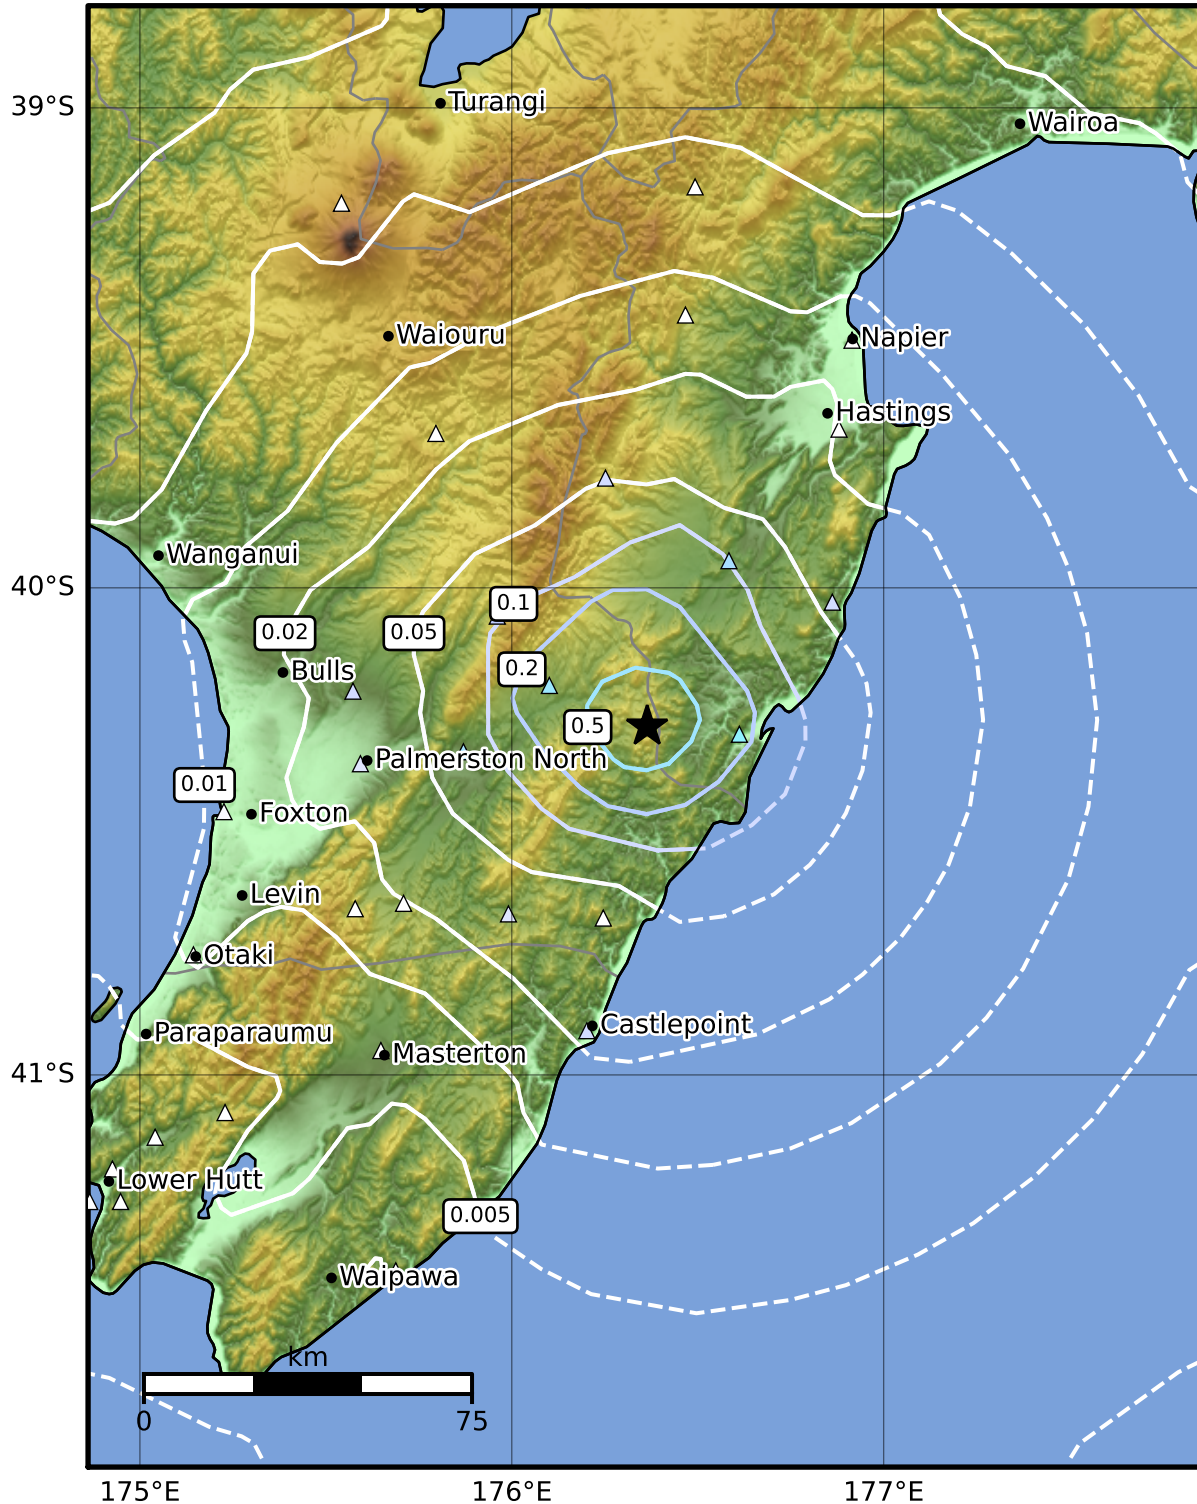 39°S
Turangi
Wairoa
Waiouru
Napier
Hastings
Wanganui
40°S
0.1
0.02
0.05
0.2
Bulls
0.5
Palmerston North
0.01
Foxton
Levin
Otaki
Castlepoint
Paraparaumu
Masterton
41°S
Lower Hutt
0.005
Waipawa
km
0
75
175°E
176°E
177°E